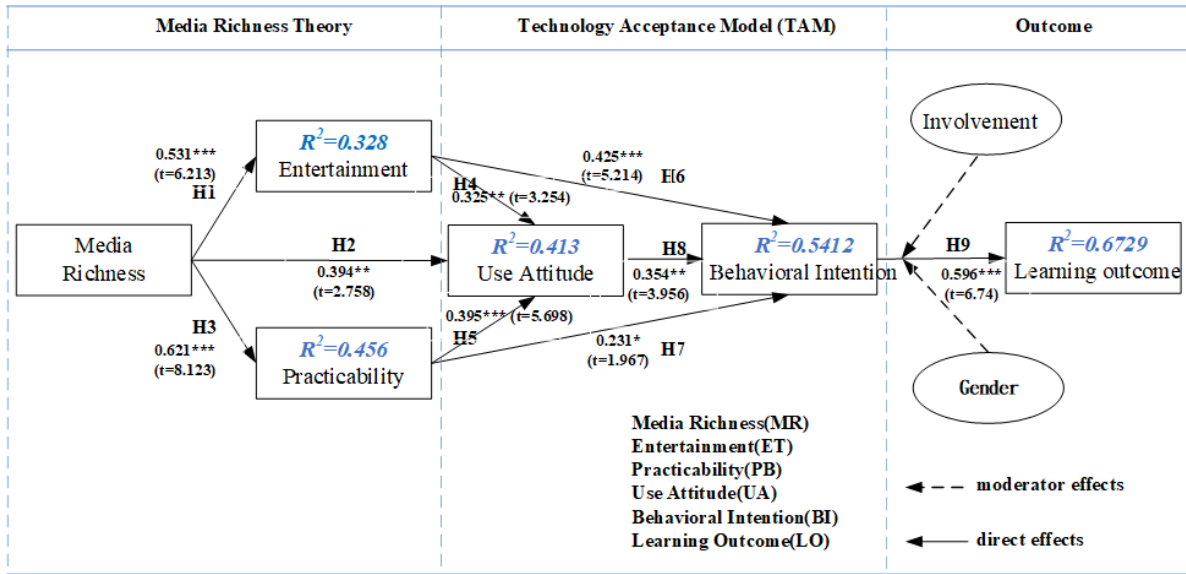 Media Richness Theory
Technology Acceptance Model (TAM)
Outcome
Involvement
R²=0.328
Entertainment
0.531***
(t=6.213)
H1
0.425***
(t=5.214)
H6
H4
0.325** (t=3.254)
Media
Richness
H2
0.394**
(t=2.758)
R²=0.413
Use Attitude
H8
0.354**
(t=3.956)
R²=0.5412
Behavioral Intention
H9
0.596***
(t=6.74)
R²=0.6729
Learning outcome
H3
0.621***
(t=8.123)
R²=0.456
Practicability
0.395*** (t=5.698)
H5
0.231*
(t=1.967)
H7
Gender
Media Richness(MR)
Entertainment(ET)
Practicability(PB)
Use Attitude(UA)
Behavioral Intention(BI)
Learning Outcome(LO)
moderator effects
direct effects